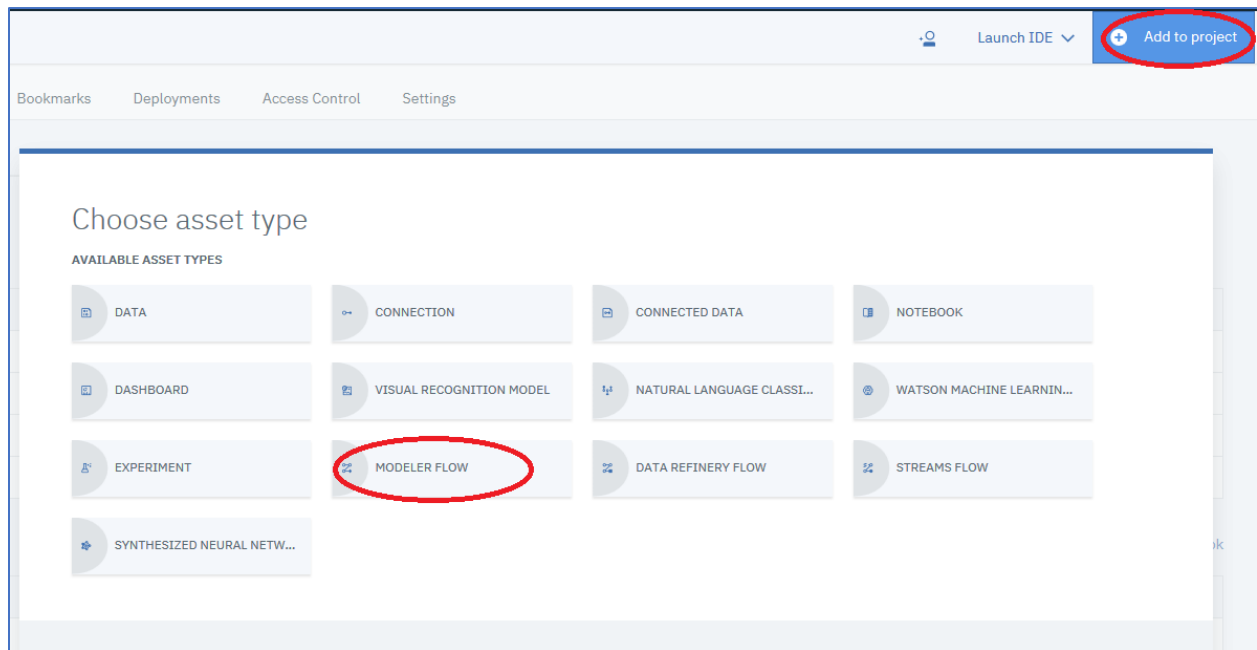 Launch IDE
Add to project
Bookmarks Deployments Access Control Settings
Choose asset type
AVAILABLE ASSET TYPES
DATA
CONNECTION
CONNECTED DATA
NOTEBOOK
DASHBOARD
VISUAL RECOGNITION MODEL
NATURAL LANGUAGE CLASSI...
WATSON MACHINE LEARNIN...
EXPERIMENT
MODELER FLOW
DATA REFINERY FLOW
STREAMS FLOW
SYNTHESIZED NEURAL NETW...